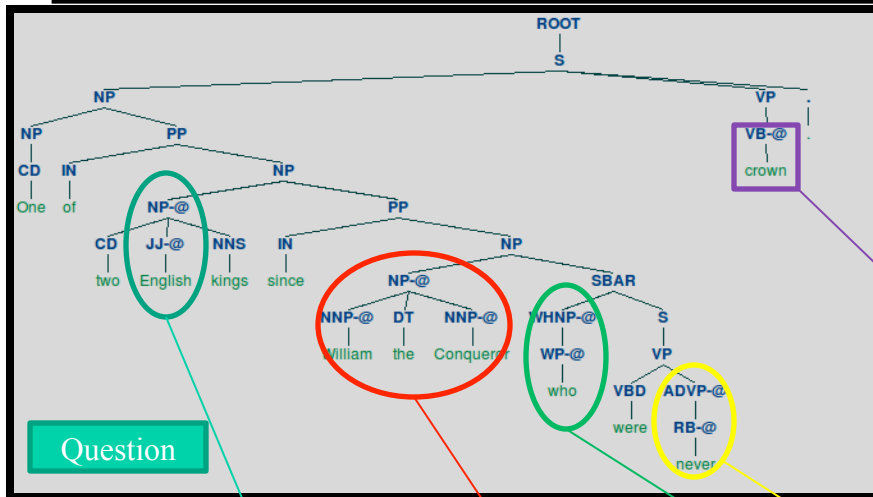 ROOT
S
NP VP .
NP PP VB-@ .
CD IN NP crown
One of NP-@ PP
CD JJ-@ NNS IN NP
two English kings since NP-@ SBAR
NNP-@ DT NNP-@ WHNP-@ S
William the Conqueror WP-@ VP
who VBD ADVP-@
were RB-@
never
Question